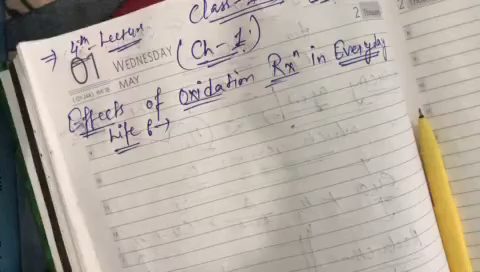 Class-
⇒ 4th Lecture
01 WEDNESDAY (Ch-1)
MAY
Effects of Oxidation Rxⁿ in Everyday
Life :→